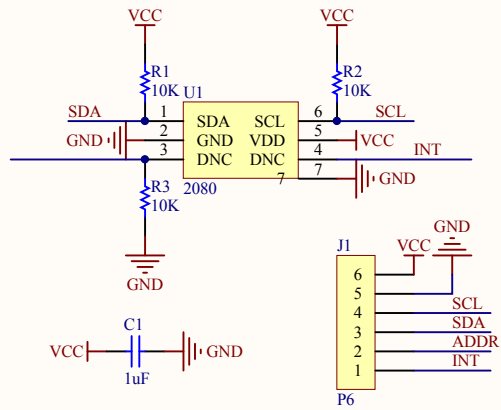 VCC VCC
R1 R2
10K 10K
U1
SDA 1 SDA SCL 6 SCL
GND 2 GND VDD 5 VCC
3 DNC DNC 4 INT
7 7 GND
R3
10K
2080
GND
GND
J1 VCC
6
5
4 SCL
3 SDA
2 ADDR
1 INT
P6
C1
VCC GND
1uF